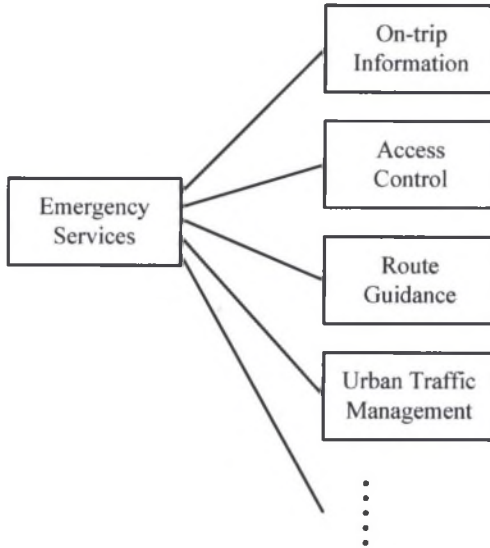 On-trip
Information
Access
Control
Emergency
Services
Route
Guidance
Urban Traffic
Management